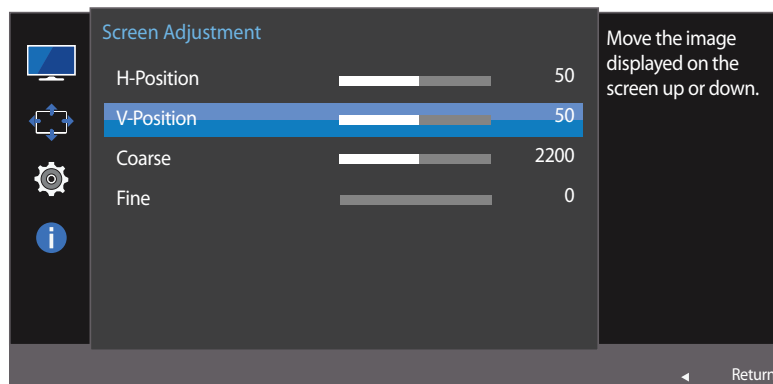 Screen Adjustment
H-Position 50
V-Position 50
Coarse 2200
Fine 0
Move the image
displayed on the
screen up or down.
Return